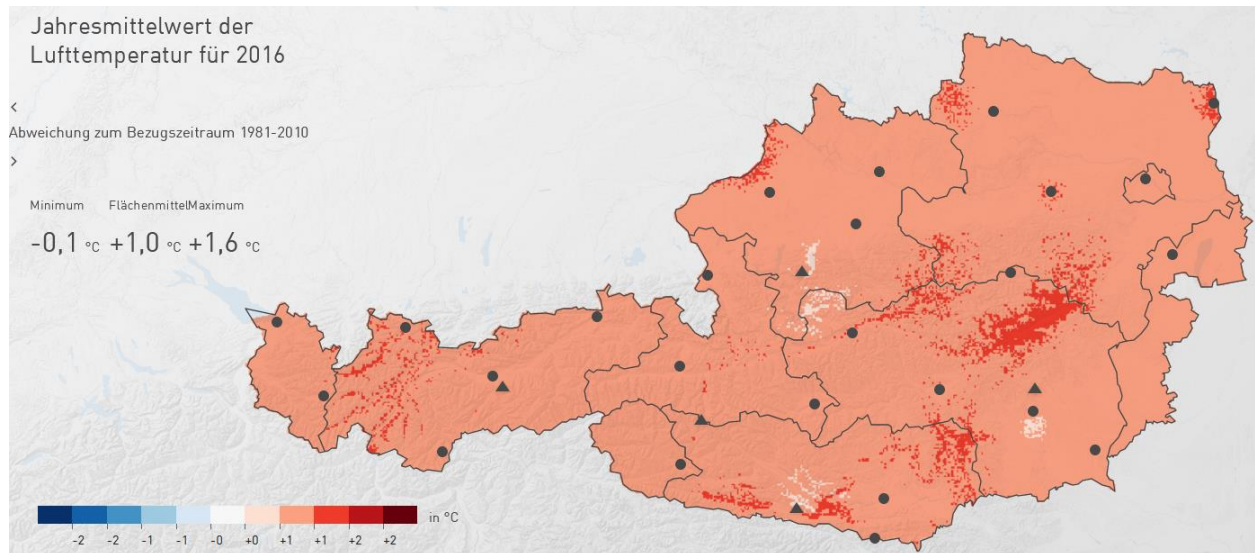 Jahresmittelwert der
Lufttemperatur für 2016
<
Abweichung zum Bezugszeitraum 1981-2010
>
Minimum FlächenmittelMaximum
-0,1 °C +1,0 °C +1,6 °C
in °C
-2 -2 -1 -1 -0 +0 +1 +1 +2 +2